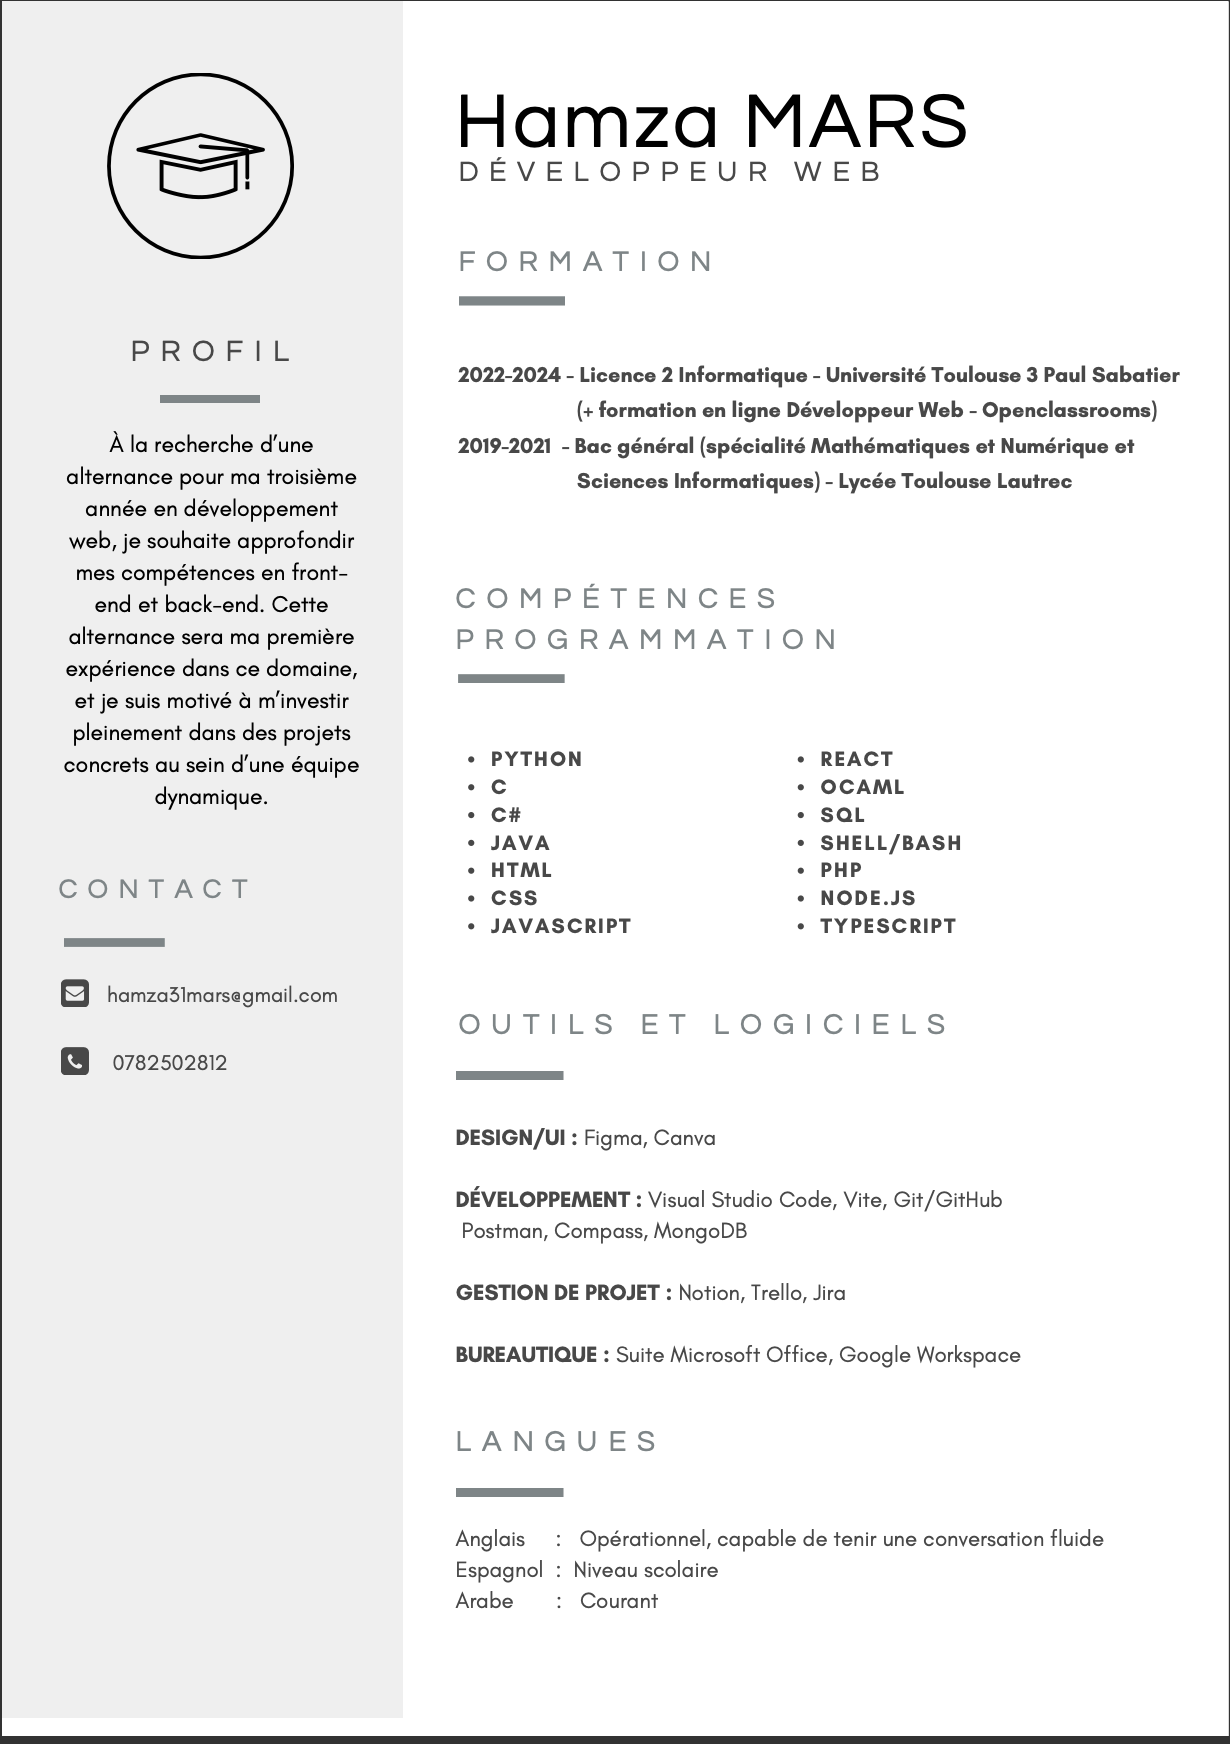 Hamza MARS
DÉVELOPPEUR WEB
PROFIL
À la recherche d’une
alternance pour ma troisième
année en développement
web, je souhaite approfondir
mes compétences en front-
end et back-end. Cette
alternance sera ma première
expérience dans ce domaine,
et je suis motivé à m’investir
pleinement dans des projets
concrets au sein d’une équipe
dynamique.
CONTACT
hamza31mars@gmail.com
0782502812
FORMATION
2022-2024 - Licence 2 Informatique - Université Toulouse 3 Paul Sabatier
(+ formation en ligne Développeur Web - Openclassrooms)
2019-2021 - Bac général (spécialité Mathématiques et Numérique et
Sciences Informatiques) - Lycée Toulouse Lautrec
COMPÉTENCES
PROGRAMMATION
• PYTHON
• C
• C#
• JAVA
• HTML
• CSS
• JAVASCRIPT
• REACT
• OCAML
• SQL
• SHELL/BASH
• PHP
• NODE.JS
• TYPESCRIPT
OUTILS ET LOGICIELS
DESIGN/UI : Figma, Canva
DÉVELOPPEMENT : Visual Studio Code, Vite, Git/GitHub
Postman, Compass, MongoDB
GESTION DE PROJET : Notion, Trello, Jira
BUREAUTIQUE : Suite Microsoft Office, Google Workspace
LANGUES
Anglais : Opérationnel, capable de tenir une conversation fluide
Espagnol : Niveau scolaire
Arabe : Courant